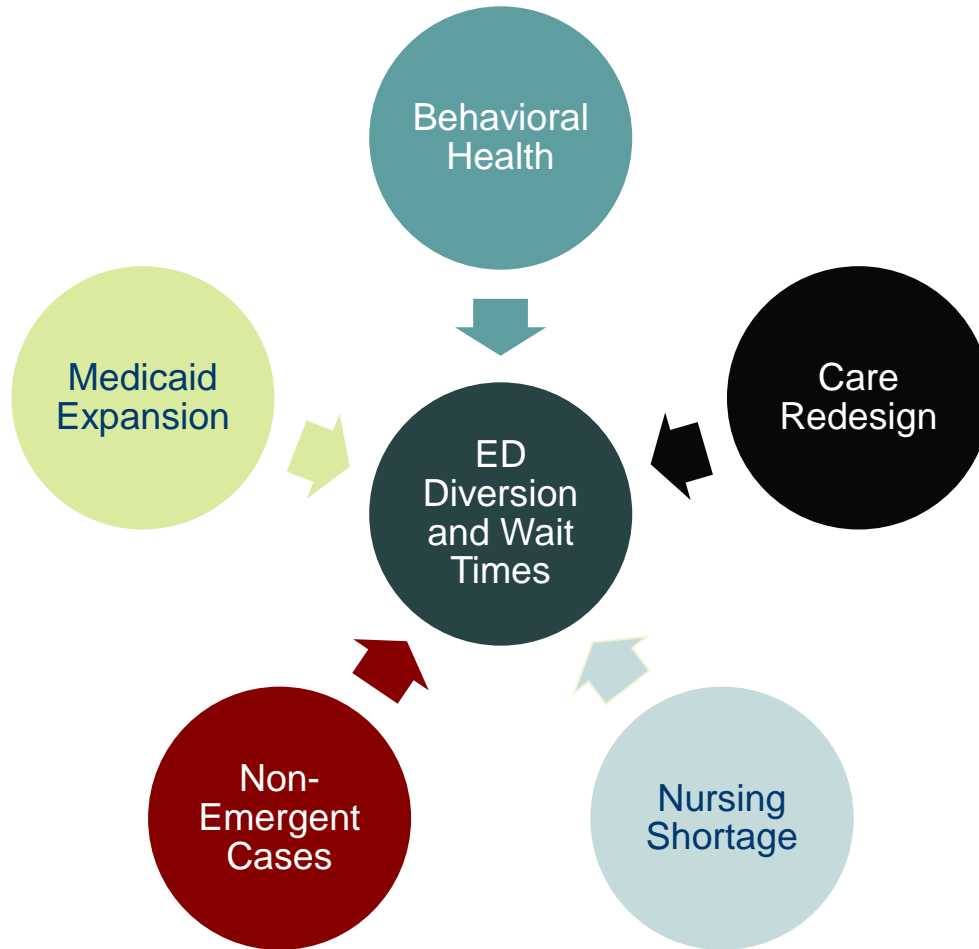 Behavioral
Health
Medicaid
Expansion
Care
Redesign
ED
Diversion
and Wait
Times
Non-
Emergent
Cases
Nursing
Shortage